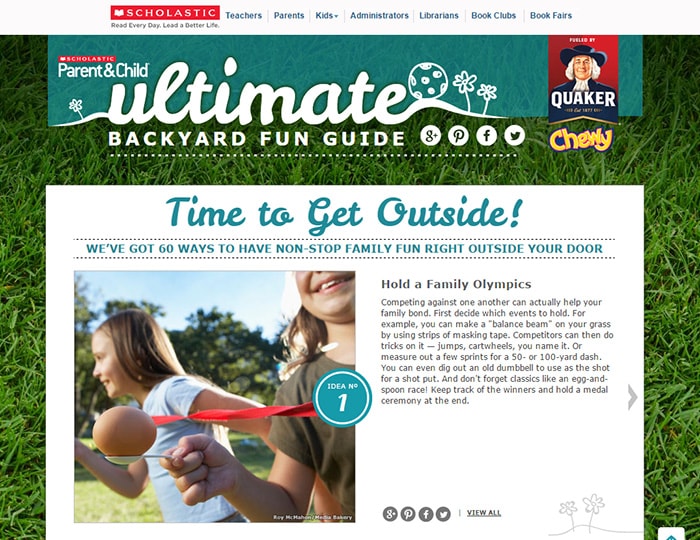 SCHOLASTIC
Read Every Day. Lead a Better Life.
Teachers Parents Kids Administrators Librarians Book Clubs Book Fairs
SCHOLASTIC
Parent & Child
ultimate
BACKYARD FUN GUIDE
FUELED BY
QUAKER
Est 1877
Chewy
Time to Get Outside!
WE'VE GOT 60 WAYS TO HAVE NON-STOP FAMILY FUN RIGHT OUTSIDE YOUR DOOR
IDEA Nº
1
Roy McMahon/Media Bakery
Hold a Family Olympics
Competing against one another can actually help your
family bond. First decide which events to hold. For
example, you can make a "balance beam" on your grass
by using strips of masking tape. Competitors can then do
tricks on it — jumps, cartwheels, you name it. Or
measure out a few sprints for a 50- or 100-yard dash.
You can even dig out an old dumbbell to use as the shot
for a shot put. And don't forget classics like an egg-and-
spoon race! Keep track of the winners and hold a medal
ceremony at the end.
VIEW ALL